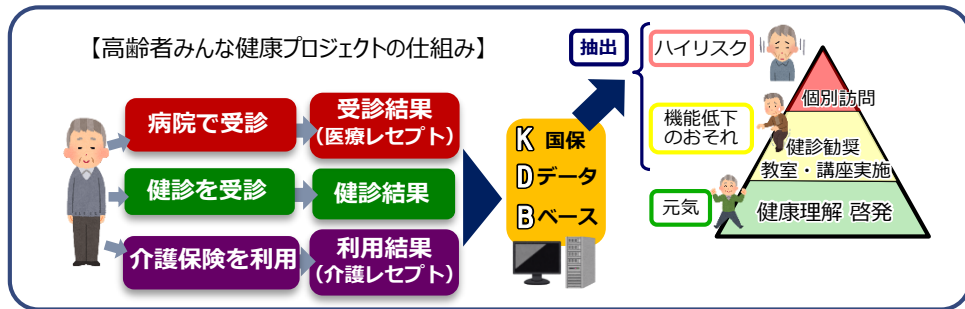 【高齢者みんな健康プロジェクトの仕組み】
病院で受診
受診結果
(医療レセプト)
健診を受診
健診結果
介護保険を利用
利用結果
(介護レセプト)
K 国保
D データ
B ベース
抽出
ハイリスク
機能低下
のおそれ
元気
個別訪問
健診勧奨
教室・講座実施
健康理解 啓発